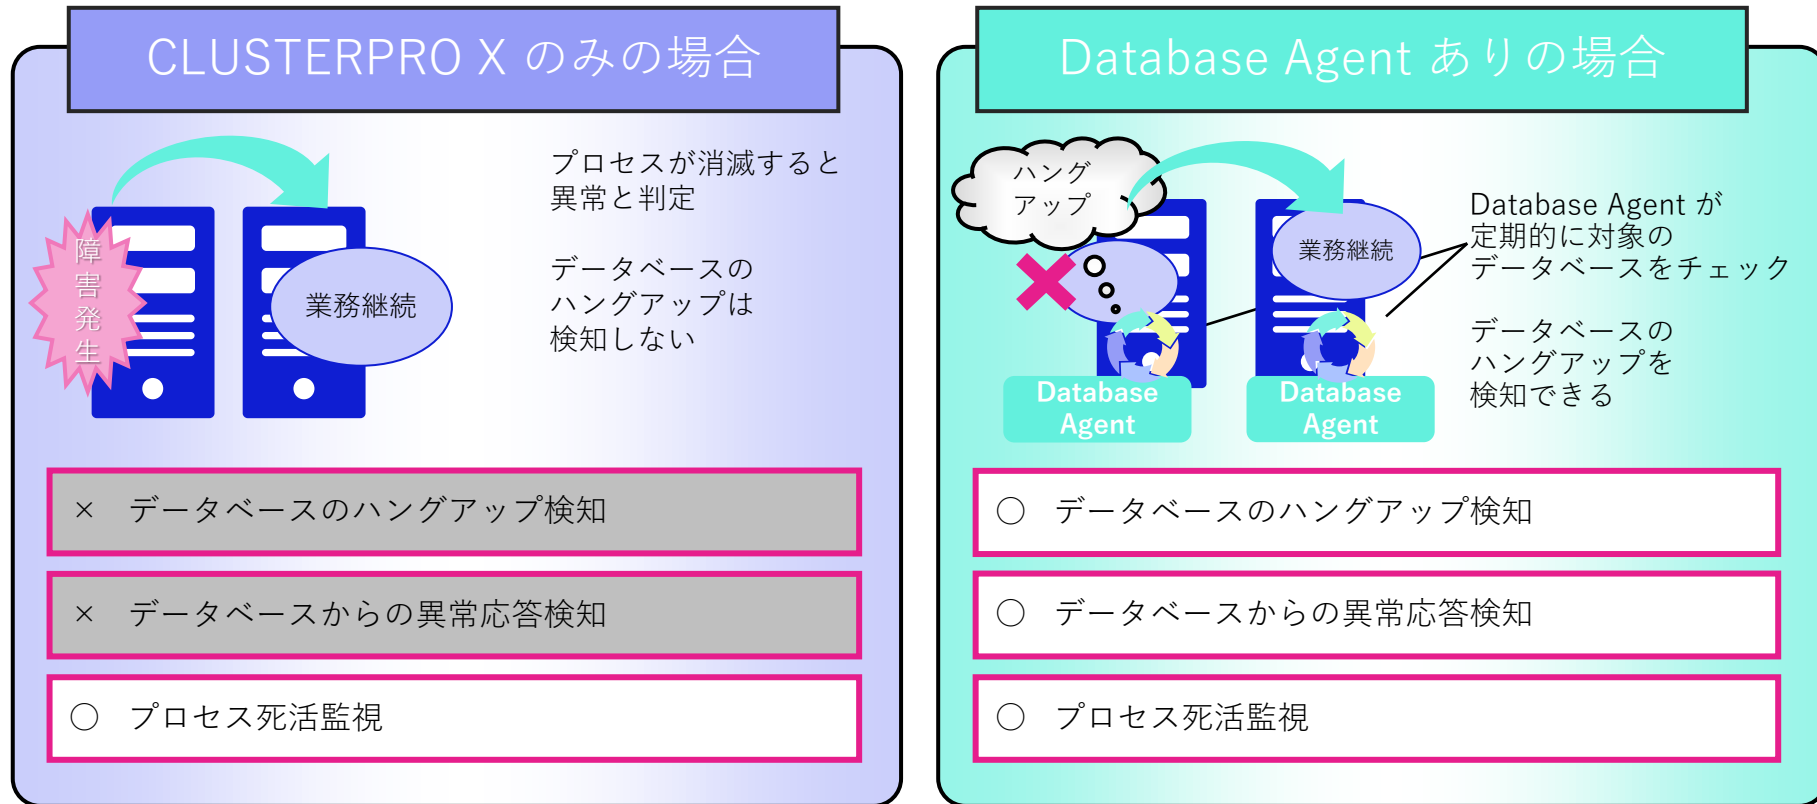 CLUSTERPRO X のみの場合
プロセスが消滅すると
異常と判定
データベースの
ハングアップは
検知しない
障
害
発
生
業務継続
× データベースのハングアップ検知
× データベースからの異常応答検知
○ プロセス死活監視
Database Agent ありの場合
ハング
アップ
業務継続
Database Agent が
定期的に対象の
データベースをチェック
データベースの
ハングアップを
検知できる
Database
Agent
Database
Agent
○ データベースのハングアップ検知
○ データベースからの異常応答検知
○ プロセス死活監視